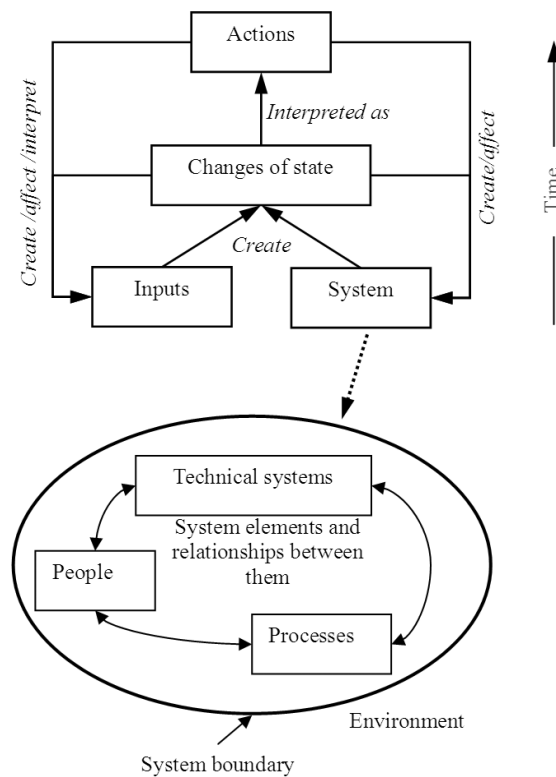 Actions
Create /affect /interpret
Interpreted as
Create/affect
Time
Changes of state
Create
Inputs
System
Technical systems
System elements and
relationships between
them
People
Processes
Environment
System boundary